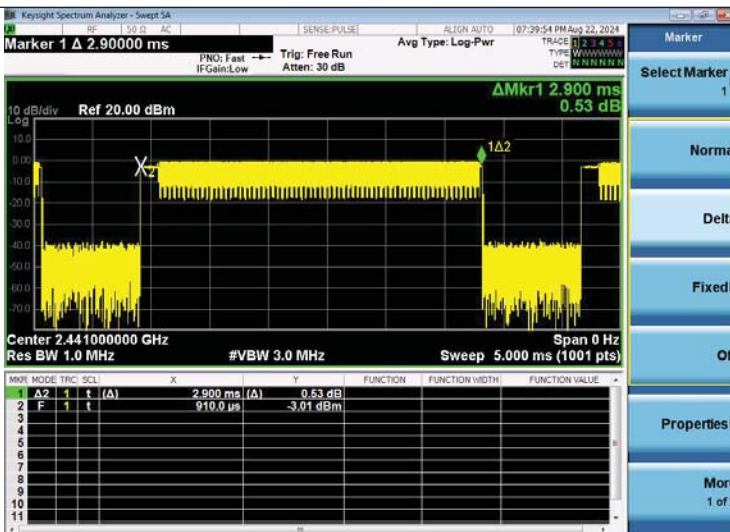 Keysight Spectrum Analyzer - Swept SA
RF 50 Ω AC SENSE:PULSE ALIGN AUTO 07:39:54 PM Aug 22, 2024
Marker 1 Δ 2.90000 ms
PNO: Fast
IFGain:Low
Trig: Free Run
Atten: 30 dB
Avg Type: Log-Pwr
TRACE 1 2 3 4 5 6
TYPE W
DET N N N N N N
ΔMkr1 2.900 ms
0.53 dB
10 dB/div Ref 20.00 dBm
Log
10.0
0.00
-10.0
-20.0
-30.0
-40.0
-50.0
-60.0
-70.0
X2
1Δ2
Center 2.441000000 GHz
Span 0 Hz
Res BW 1.0 MHz
#VBW 3.0 MHz
Sweep 5.000 ms (1001 pts)
MKR MODE TRC SCL X Y FUNCTION FUNCTION WIDTH FUNCTION VALUE
1 Δ2 1 t (Δ) 2.900 ms (Δ) 0.53 dB
2 F 1 t 910.0 µs -3.01 dBm
3
4
5
6
7
8
9
10
11
Marker
Select Marker
1
Norma
Delt
Fixed
Of
Properties
Mor
1 of